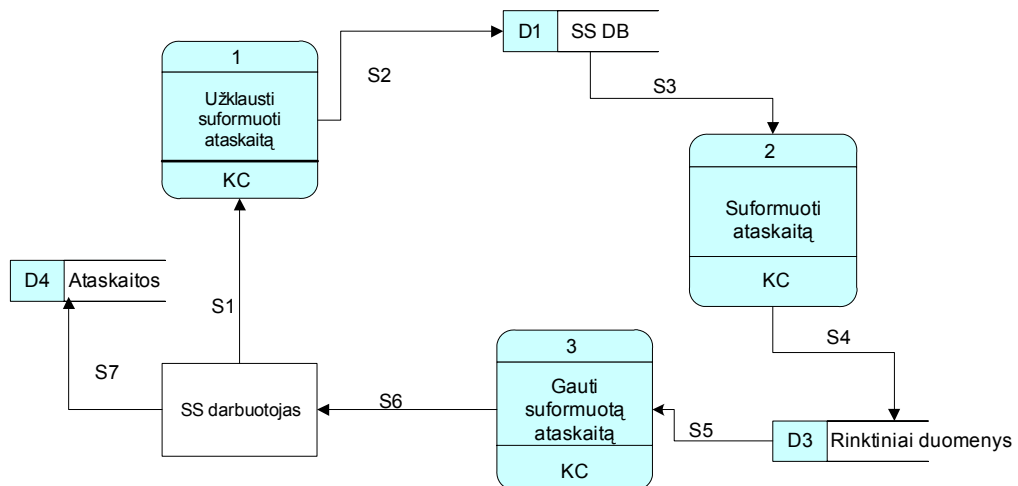 D1
SS DB
S2
1
Užklausti
suformuoti
ataskaitą
KC
S3
2
Suformuoti
ataskaitą
KC
D4
Ataskaitos
S1
S7
SS darbuotojas
S6
3
Gauti
suformuotą
ataskaitą
KC
S4
S5
D3
Rinktiniai duomenys